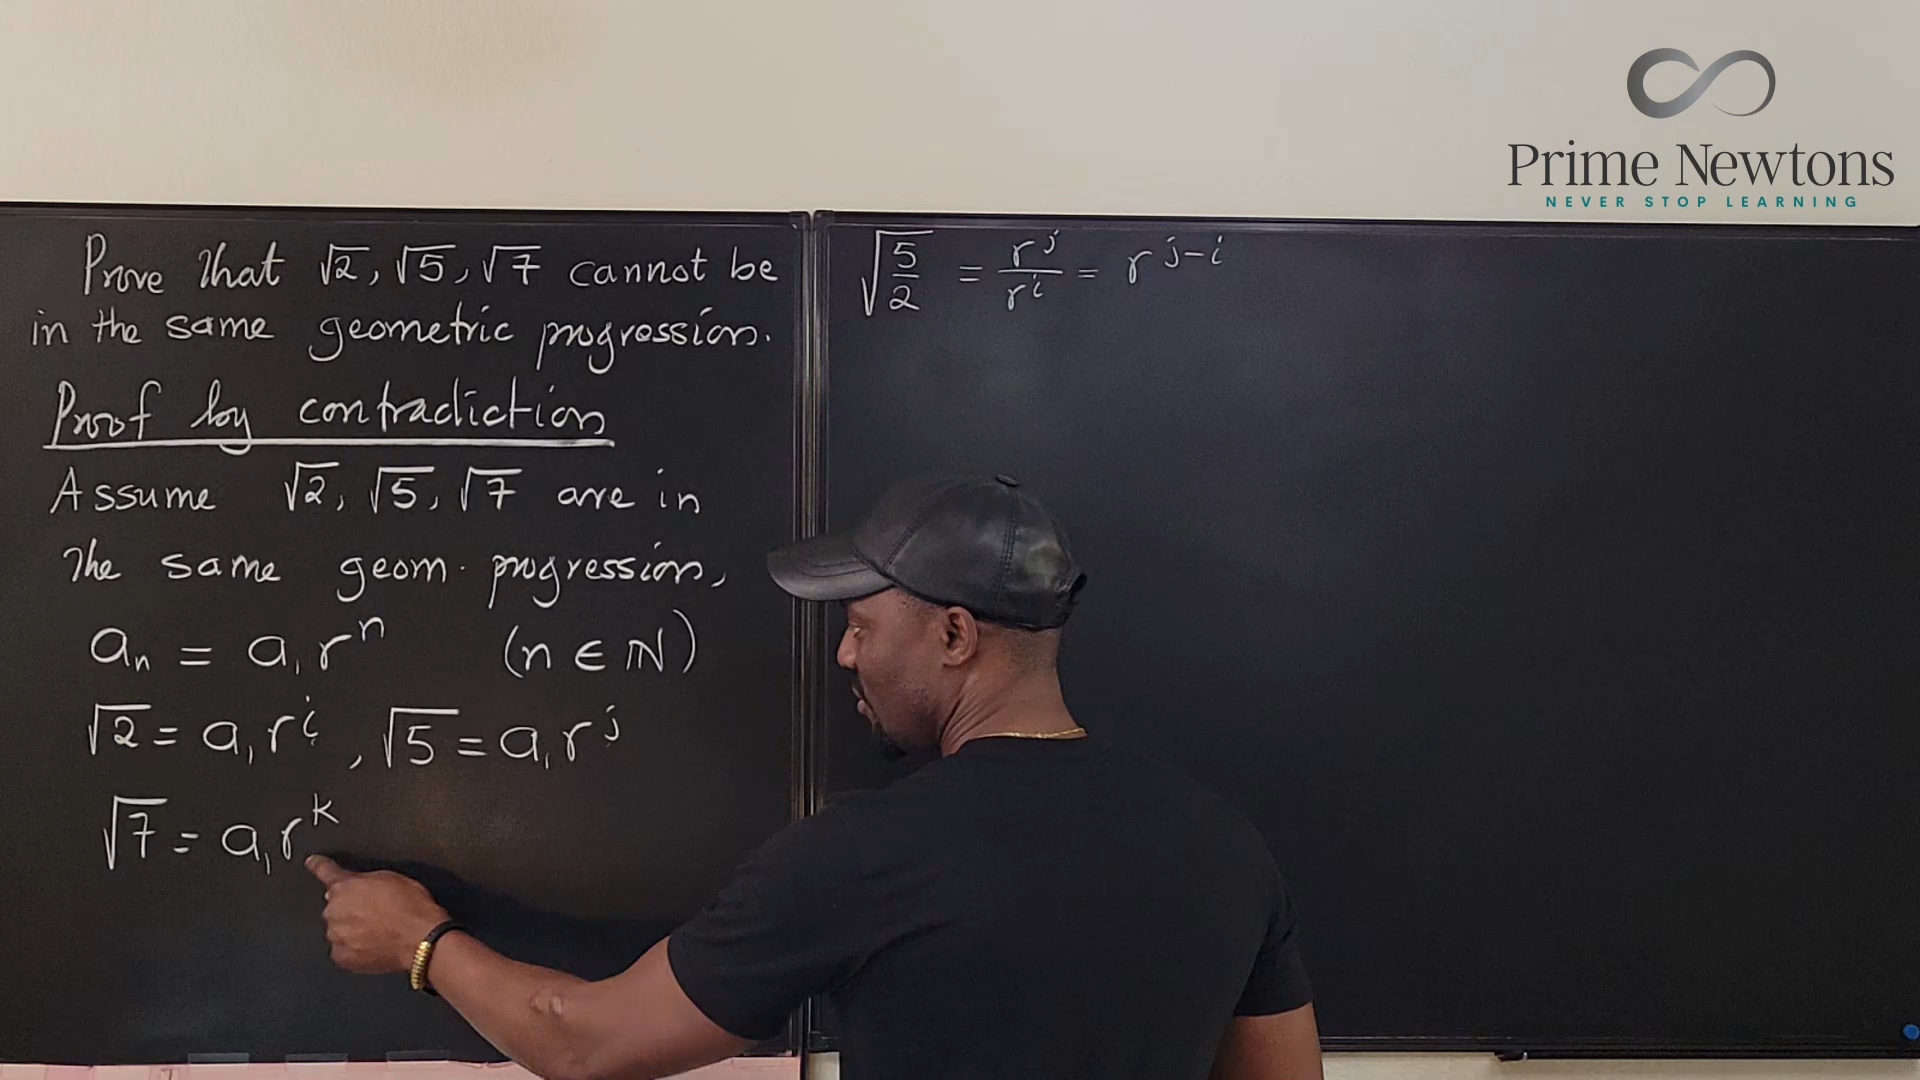 Prime Newtons
NEVER STOP LEARNING
Prove that √2, √5, √7 cannot be
in the same geometric progression.
Proof by contradiction
Assume √2, √5, √7 are in
the same geom. progression,
aₙ = a₁rⁿ (n ∈ ℕ)
√2 = a₁rⁱ, √5 = a₁rʲ
√7 = a₁rᵏ
√(5/2) = rʲ/rⁱ = rʲ⁻ⁱ